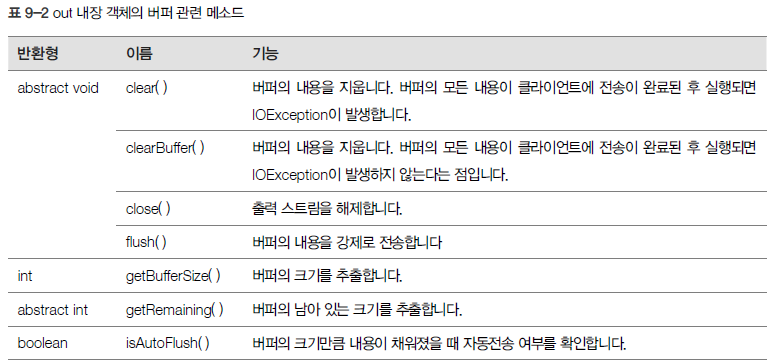 표 9-2 out 내장 객체의 버퍼 관련 메소드
반환형 이름 기능
abstract void clear( ) 버퍼의 내용을 지웁니다. 버퍼의 모든 내용이 클라이언트에 전송이 완료된 후 실행되면
IOException이 발생합니다.
clearBuffer( ) 버퍼의 내용을 지웁니다. 버퍼의 모든 내용이 클라이언트에 전송이 완료된 후 실행되면
IOException이 발생하지 않는다는 점입니다.
close( ) 출력 스트림을 해제합니다.
flush( ) 버퍼의 내용을 강제로 전송합니다
int getBufferSize( ) 버퍼의 크기를 추출합니다.
abstract int getRemaining( ) 버퍼의 남아 있는 크기를 추출합니다.
boolean isAutoFlush( ) 버퍼의 크기만큼 내용이 채워졌을 때 자동전송 여부를 확인합니다.